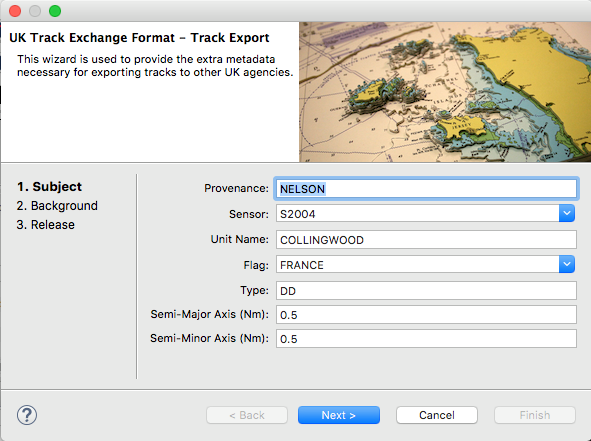 UK Track Exchange Format – Track Export
This wizard is used to provide the extra metadata
necessary for exporting tracks to other UK agencies.
1. Subject
2. Background
3. Release
Provenance: NELSON
Sensor: S2004
Unit Name: COLLINGWOOD
Flag: FRANCE
Type: DD
Semi-Major Axis (Nm): 0.5
Semi-Minor Axis (Nm): 0.5
?
< Back
Next >
Cancel
Finish